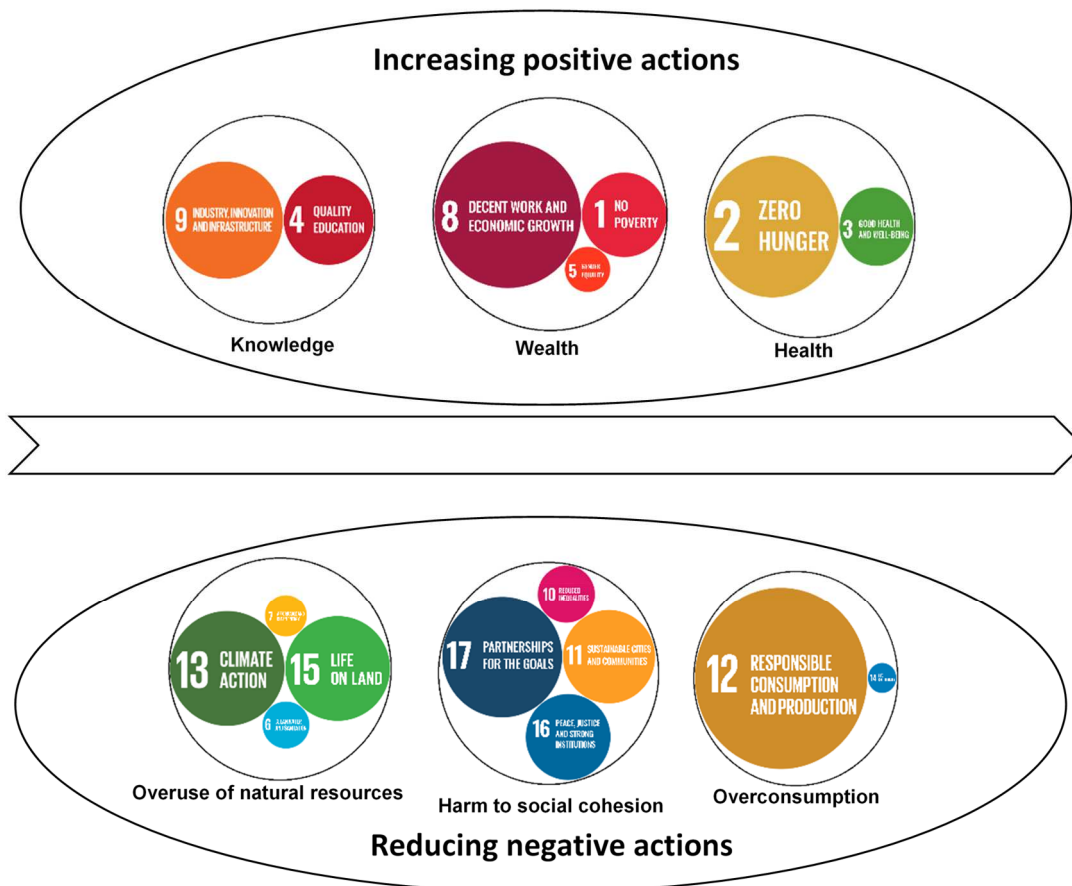 Increasing positive actions
9 INDUSTRY, INNOVATION
AND INFRASTRUCTURE
4 QUALITY
EDUCATION
Knowledge
8 DECENT WORK AND
ECONOMIC GROWTH
1 NO
POVERTY
5 GENDER
EQUALITY
Wealth
2 ZERO
HUNGER
3 GOOD HEALTH
AND WELL-BEING
Health
13 CLIMATE
ACTION
7
15 LIFE
ON LAND
6
Overuse of natural resources
17 PARTNERSHIPS
FOR THE GOALS
10 REDUCED
INEQUALITIES
11 SUSTAINABLE CITIES
AND COMMUNITIES
16 PEACE, JUSTICE
AND STRONG
INSTITUTIONS
Harm to social cohesion
12 RESPONSIBLE
CONSUMPTION
AND PRODUCTION
14
Overconsumption
Reducing negative actions